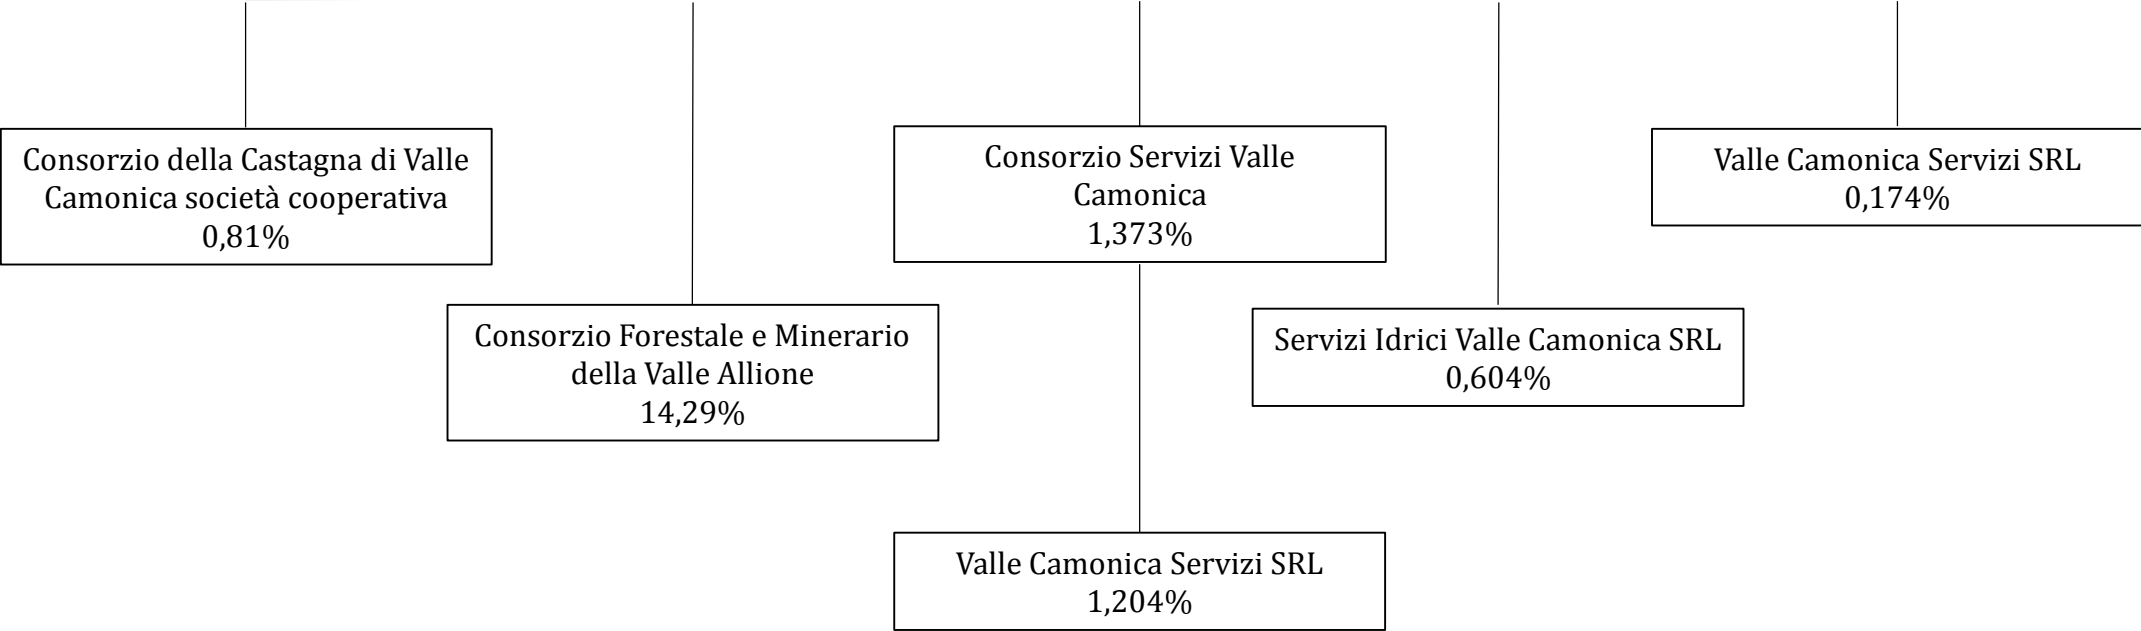 Consorzio della Castagna di Valle
Camonica società cooperativa
0,81%
Consorzio Servizi Valle
Camonica
1,373%
Valle Camonica Servizi SRL
0,174%
Consorzio Forestale e Minerario
della Valle Allione
14,29%
Servizi Idrici Valle Camonica SRL
0,604%
Valle Camonica Servizi SRL
1,204%